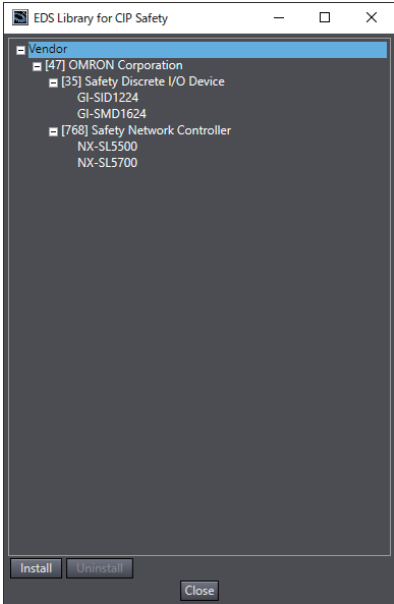 EDS Library for CIP Safety
Vendor
[47] OMRON Corporation
[35] Safety Discrete I/O Device
GI-SID1224
GI-SMD1624
[768] Safety Network Controller
NX-SL5500
NX-SL5700
Install Uninstall
Close